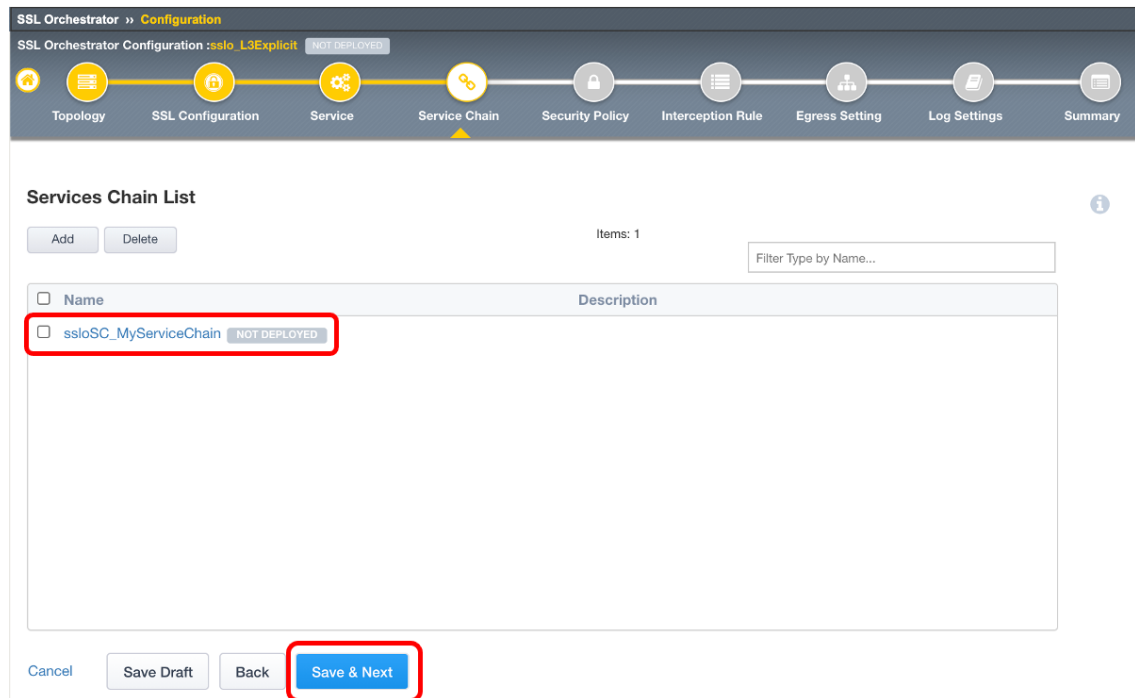 SSL Orchestrator ›› Configuration
SSL Orchestrator Configuration :sslo_L3Explicit NOT DEPLOYED
Topology SSL Configuration Service Service Chain Security Policy Interception Rule Egress Setting Log Settings Summary
Services Chain List
Add Delete Items: 1
Filter Type by Name...
Name Description
ssloSC_MyServiceChain NOT DEPLOYED
Cancel Save Draft Back Save & Next